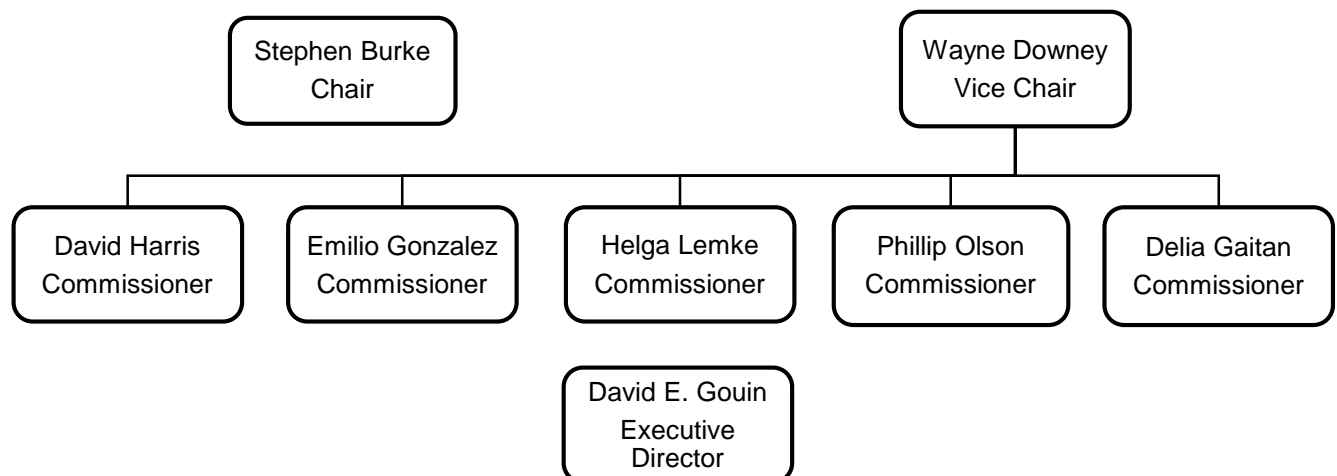 Stephen Burke
Chair
Wayne Downey
Vice Chair
David Harris
Commissioner
Emilio Gonzalez
Commissioner
Helga Lemke
Commissioner
Phillip Olson
Commissioner
Delia Gaitan
Commissioner
David E. Gouin
Executive
Director